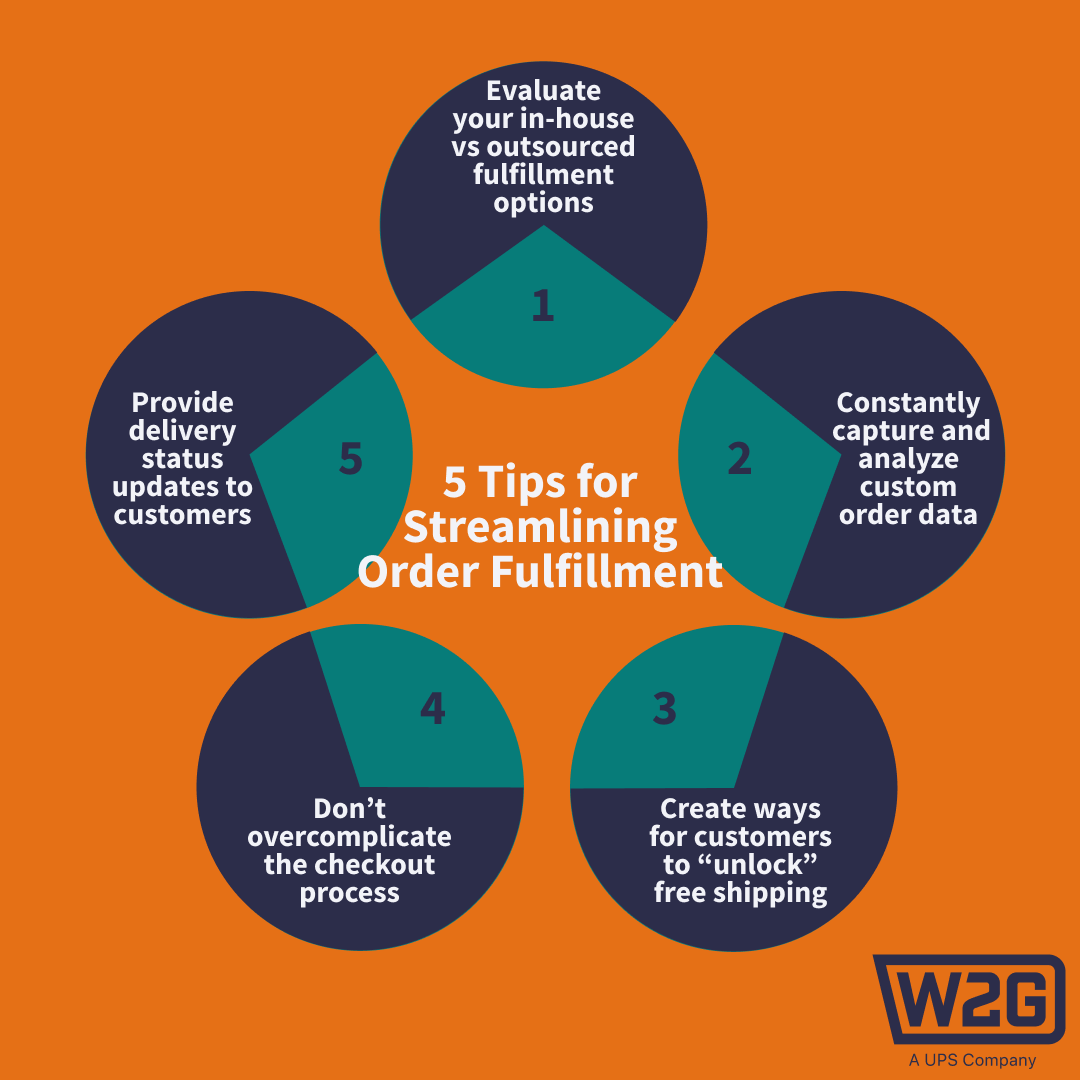 5 Tips for
Streamlining
Order Fulfillment
Evaluate
your in-house
vs outsourced
fulfillment
options
1
Constantly
capture and
analyze
custom
order data
2
3
Create ways
for customers
to “unlock”
free shipping
4
Don’t
overcomplicate
the checkout
process
5
Provide
delivery
status
updates to
customers
W2G
A UPS Company